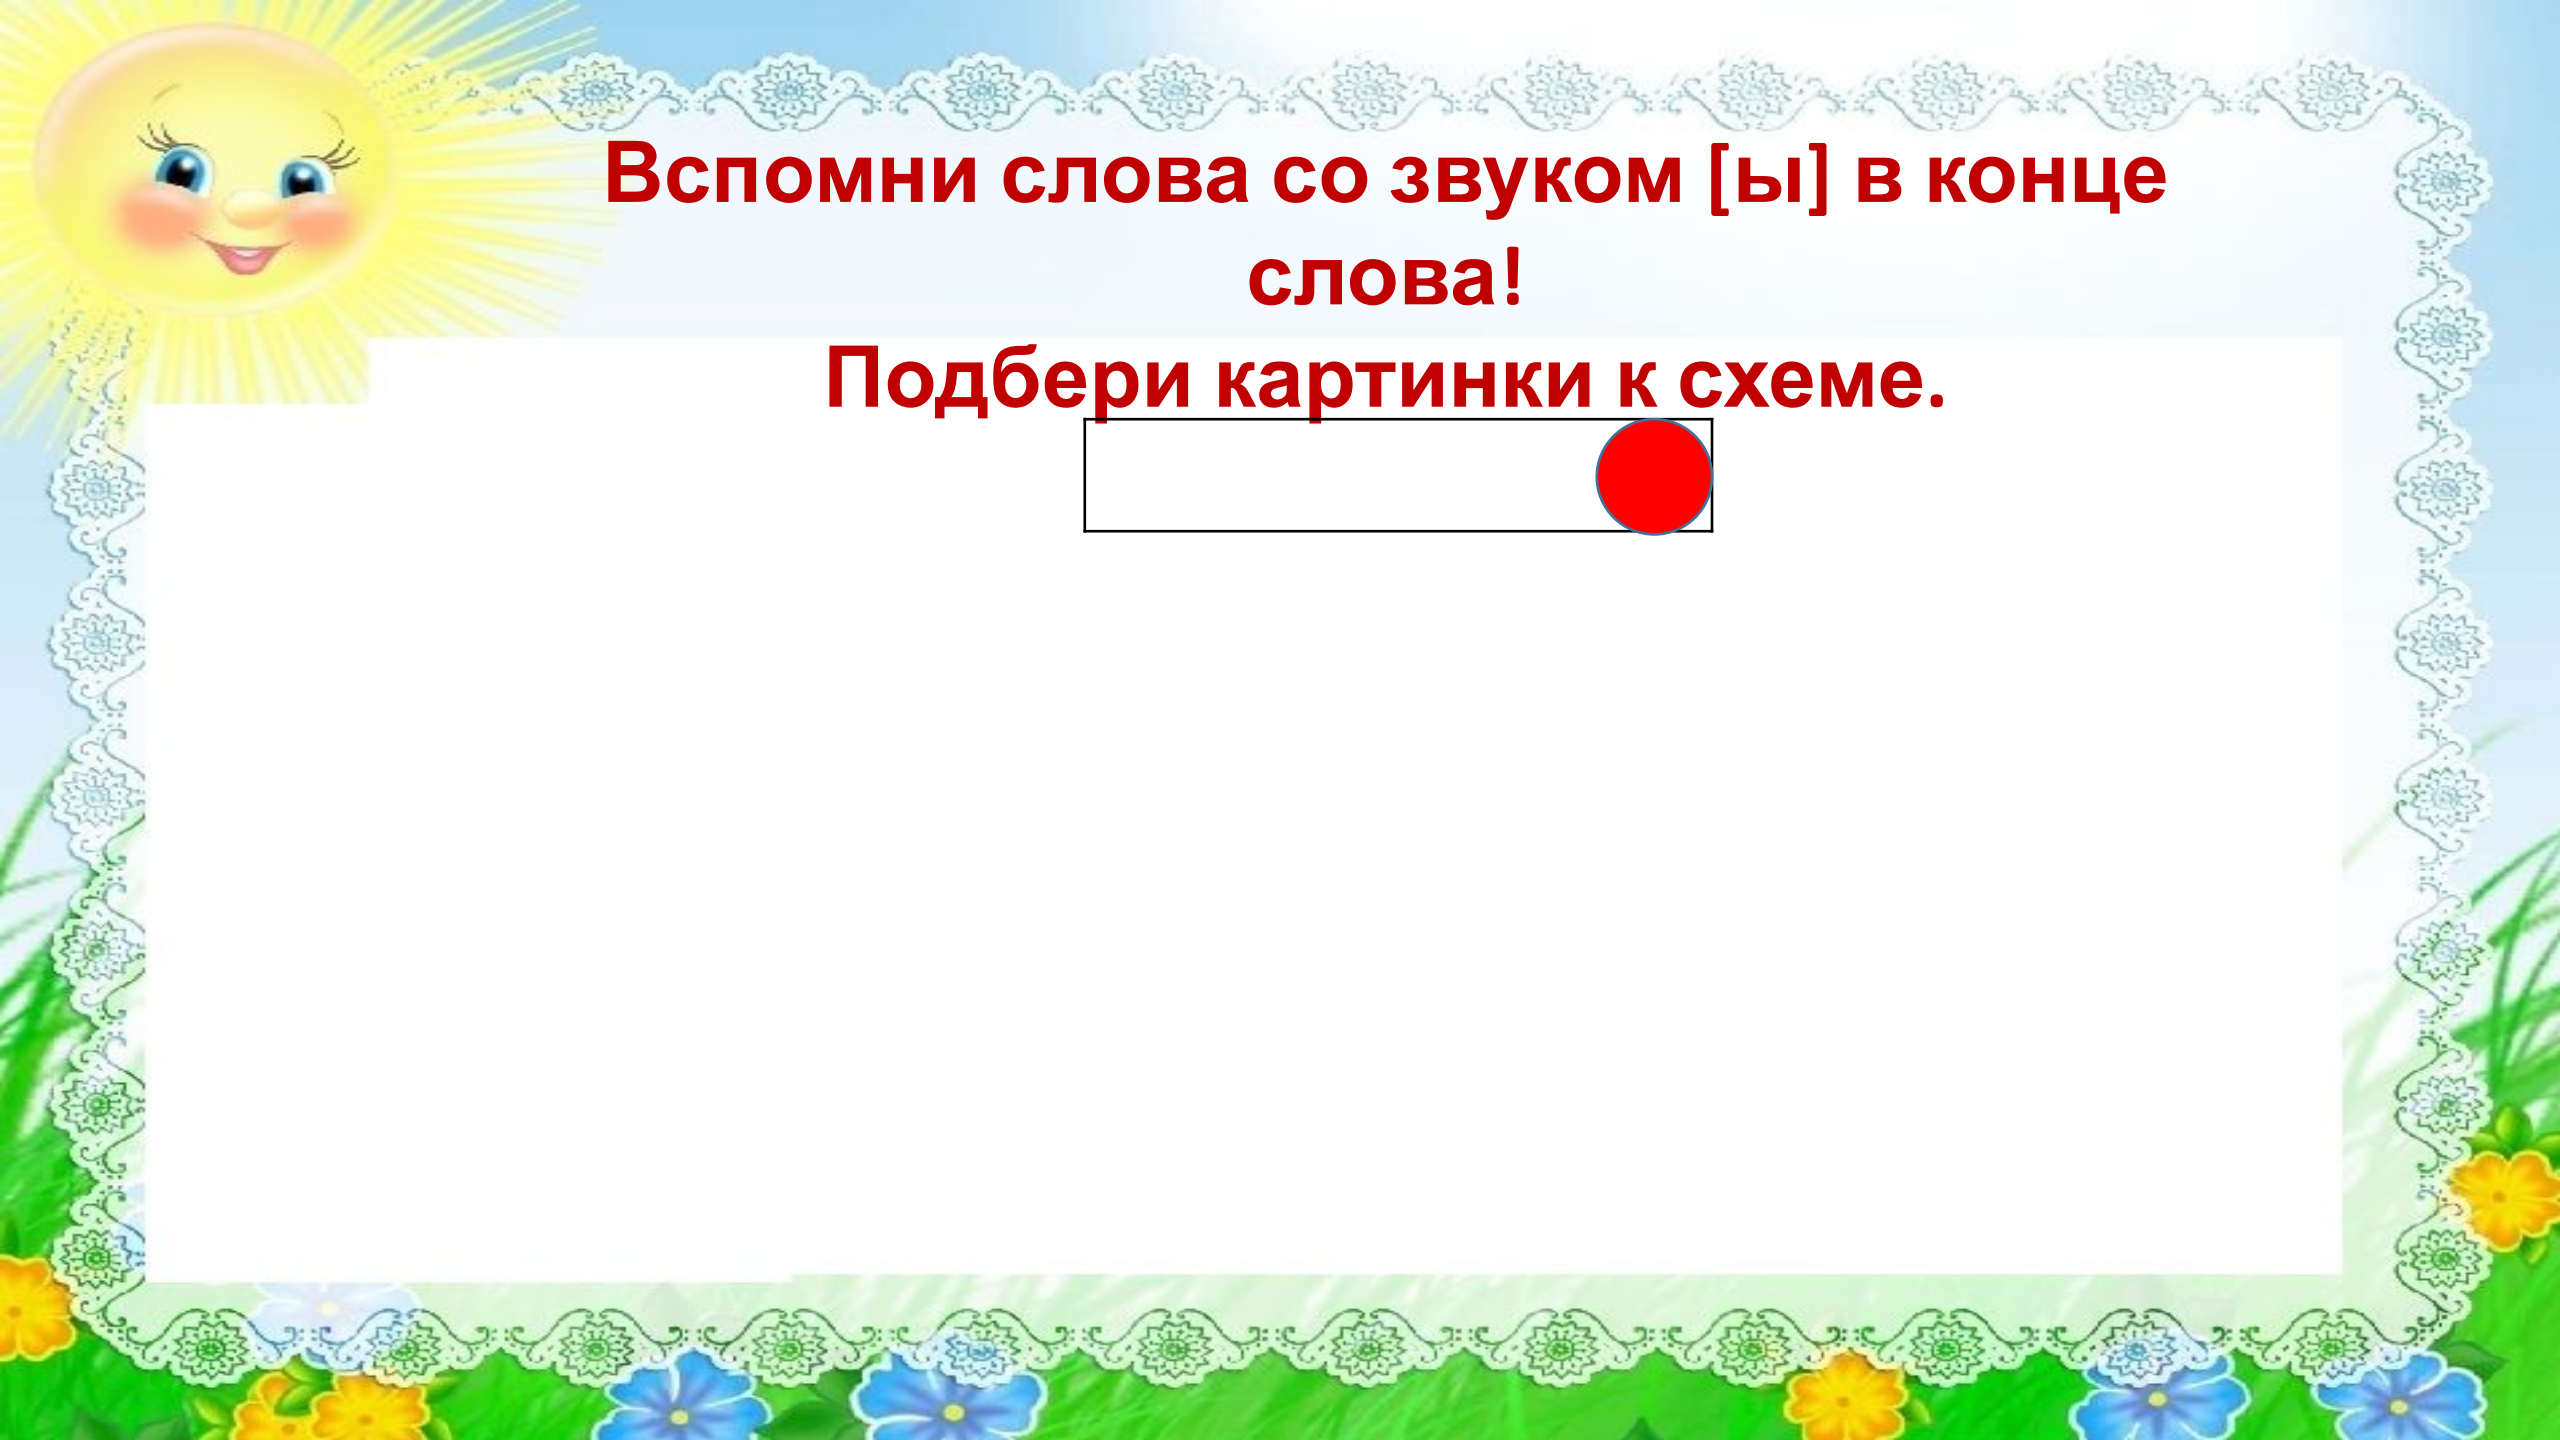 Вспомни слова со звуком [ы] в конце
слова!
Подбери картинки к схеме.